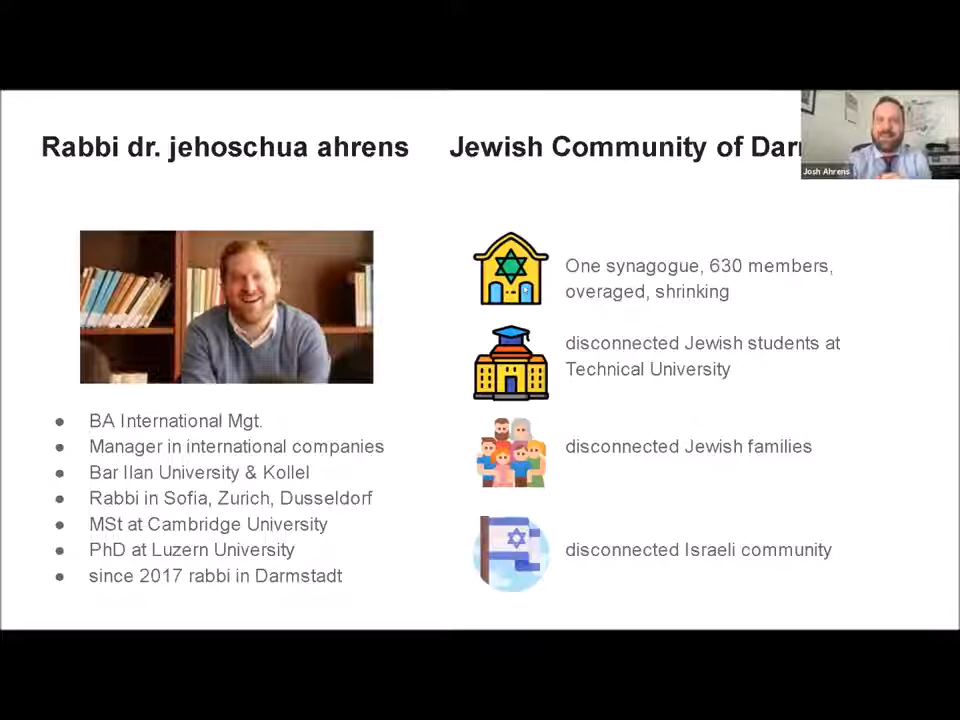 Rabbi dr. jehoschua ahrens
BA International Mgt.
Manager in international companies
Bar Ilan University & Kollel
Rabbi in Sofia, Zurich, Dusseldorf
MSt at Cambridge University
PhD at Luzern University
since 2017 rabbi in Darmstadt
Jewish Community of
Josh Ahrens
One synagogue, 630 members,
overaged, shrinking
disconnected Jewish students at
Technical University
disconnected Jewish families
disconnected Israeli community